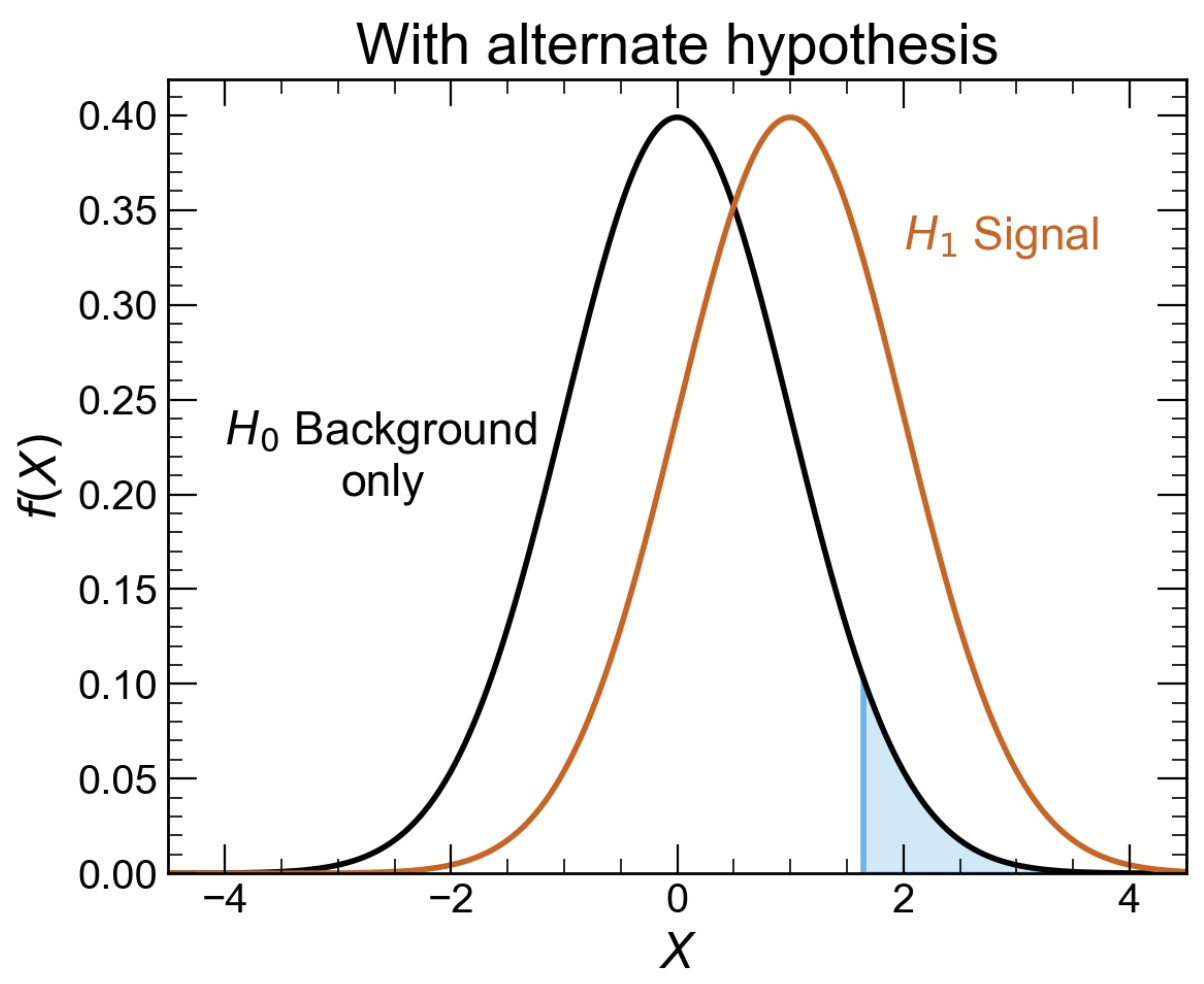 With alternate hypothesis
0.40
0.35
0.30
0.25
0.20
0.15
0.10
0.05
0.00
f(X)
H₁ Signal
H₀ Background
only
−4
−2
0
2
4
X